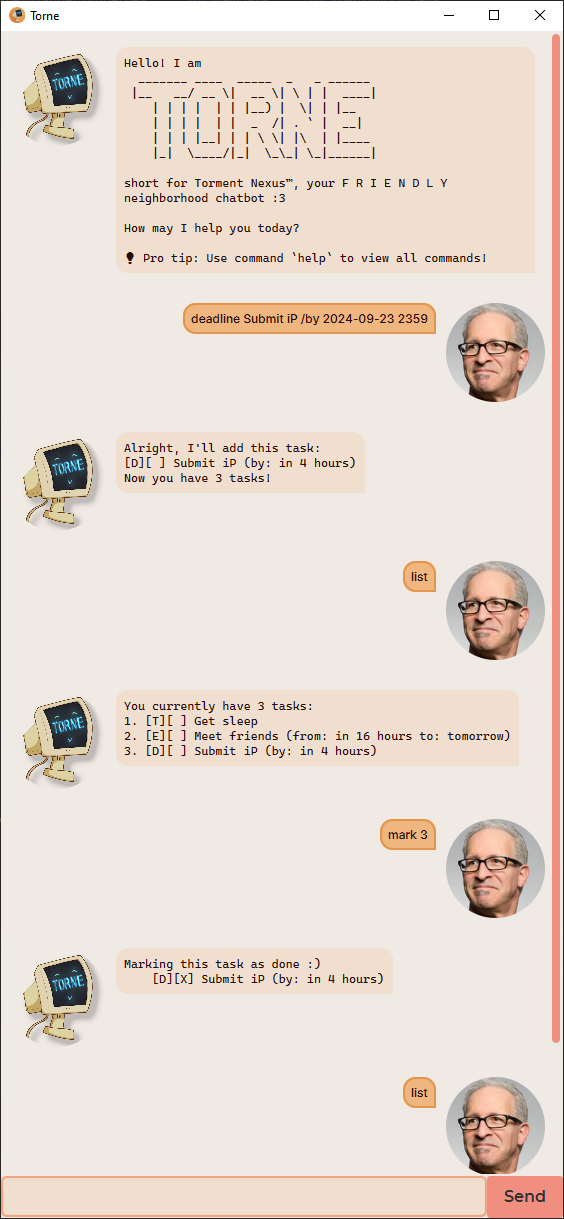 Torne
Hello! I am
  _______ ____  _____  _   _ ______
 |__   __/ __ \|  __ \| \ | |  ____|
    | | | |  | | |__) |  \| | |__
    | | | |  | |  _  /| . ` |  __|
    | | | |__| | | \ \| |\  | |____
    |_|  \____/|_|  \_\_| \_|______|
TORNE
short for Torment Nexus™, your F R I E N D L Y
neighborhood chatbot :3
How may I help you today?
Pro tip: Use command `help` to view all commands!
deadline Submit iP /by 2024-09-23 2359
TORNE
Alright, I'll add this task:
[D][ ] Submit iP (by: in 4 hours)
Now you have 3 tasks!
list
TORNE
You currently have 3 tasks:
1. [T][ ] Get sleep
2. [E][ ] Meet friends (from: in 16 hours to: tomorrow)
3. [D][ ] Submit iP (by: in 4 hours)
mark 3
TORNE
Marking this task as done :)
    [D][X] Submit iP (by: in 4 hours)
list
Send